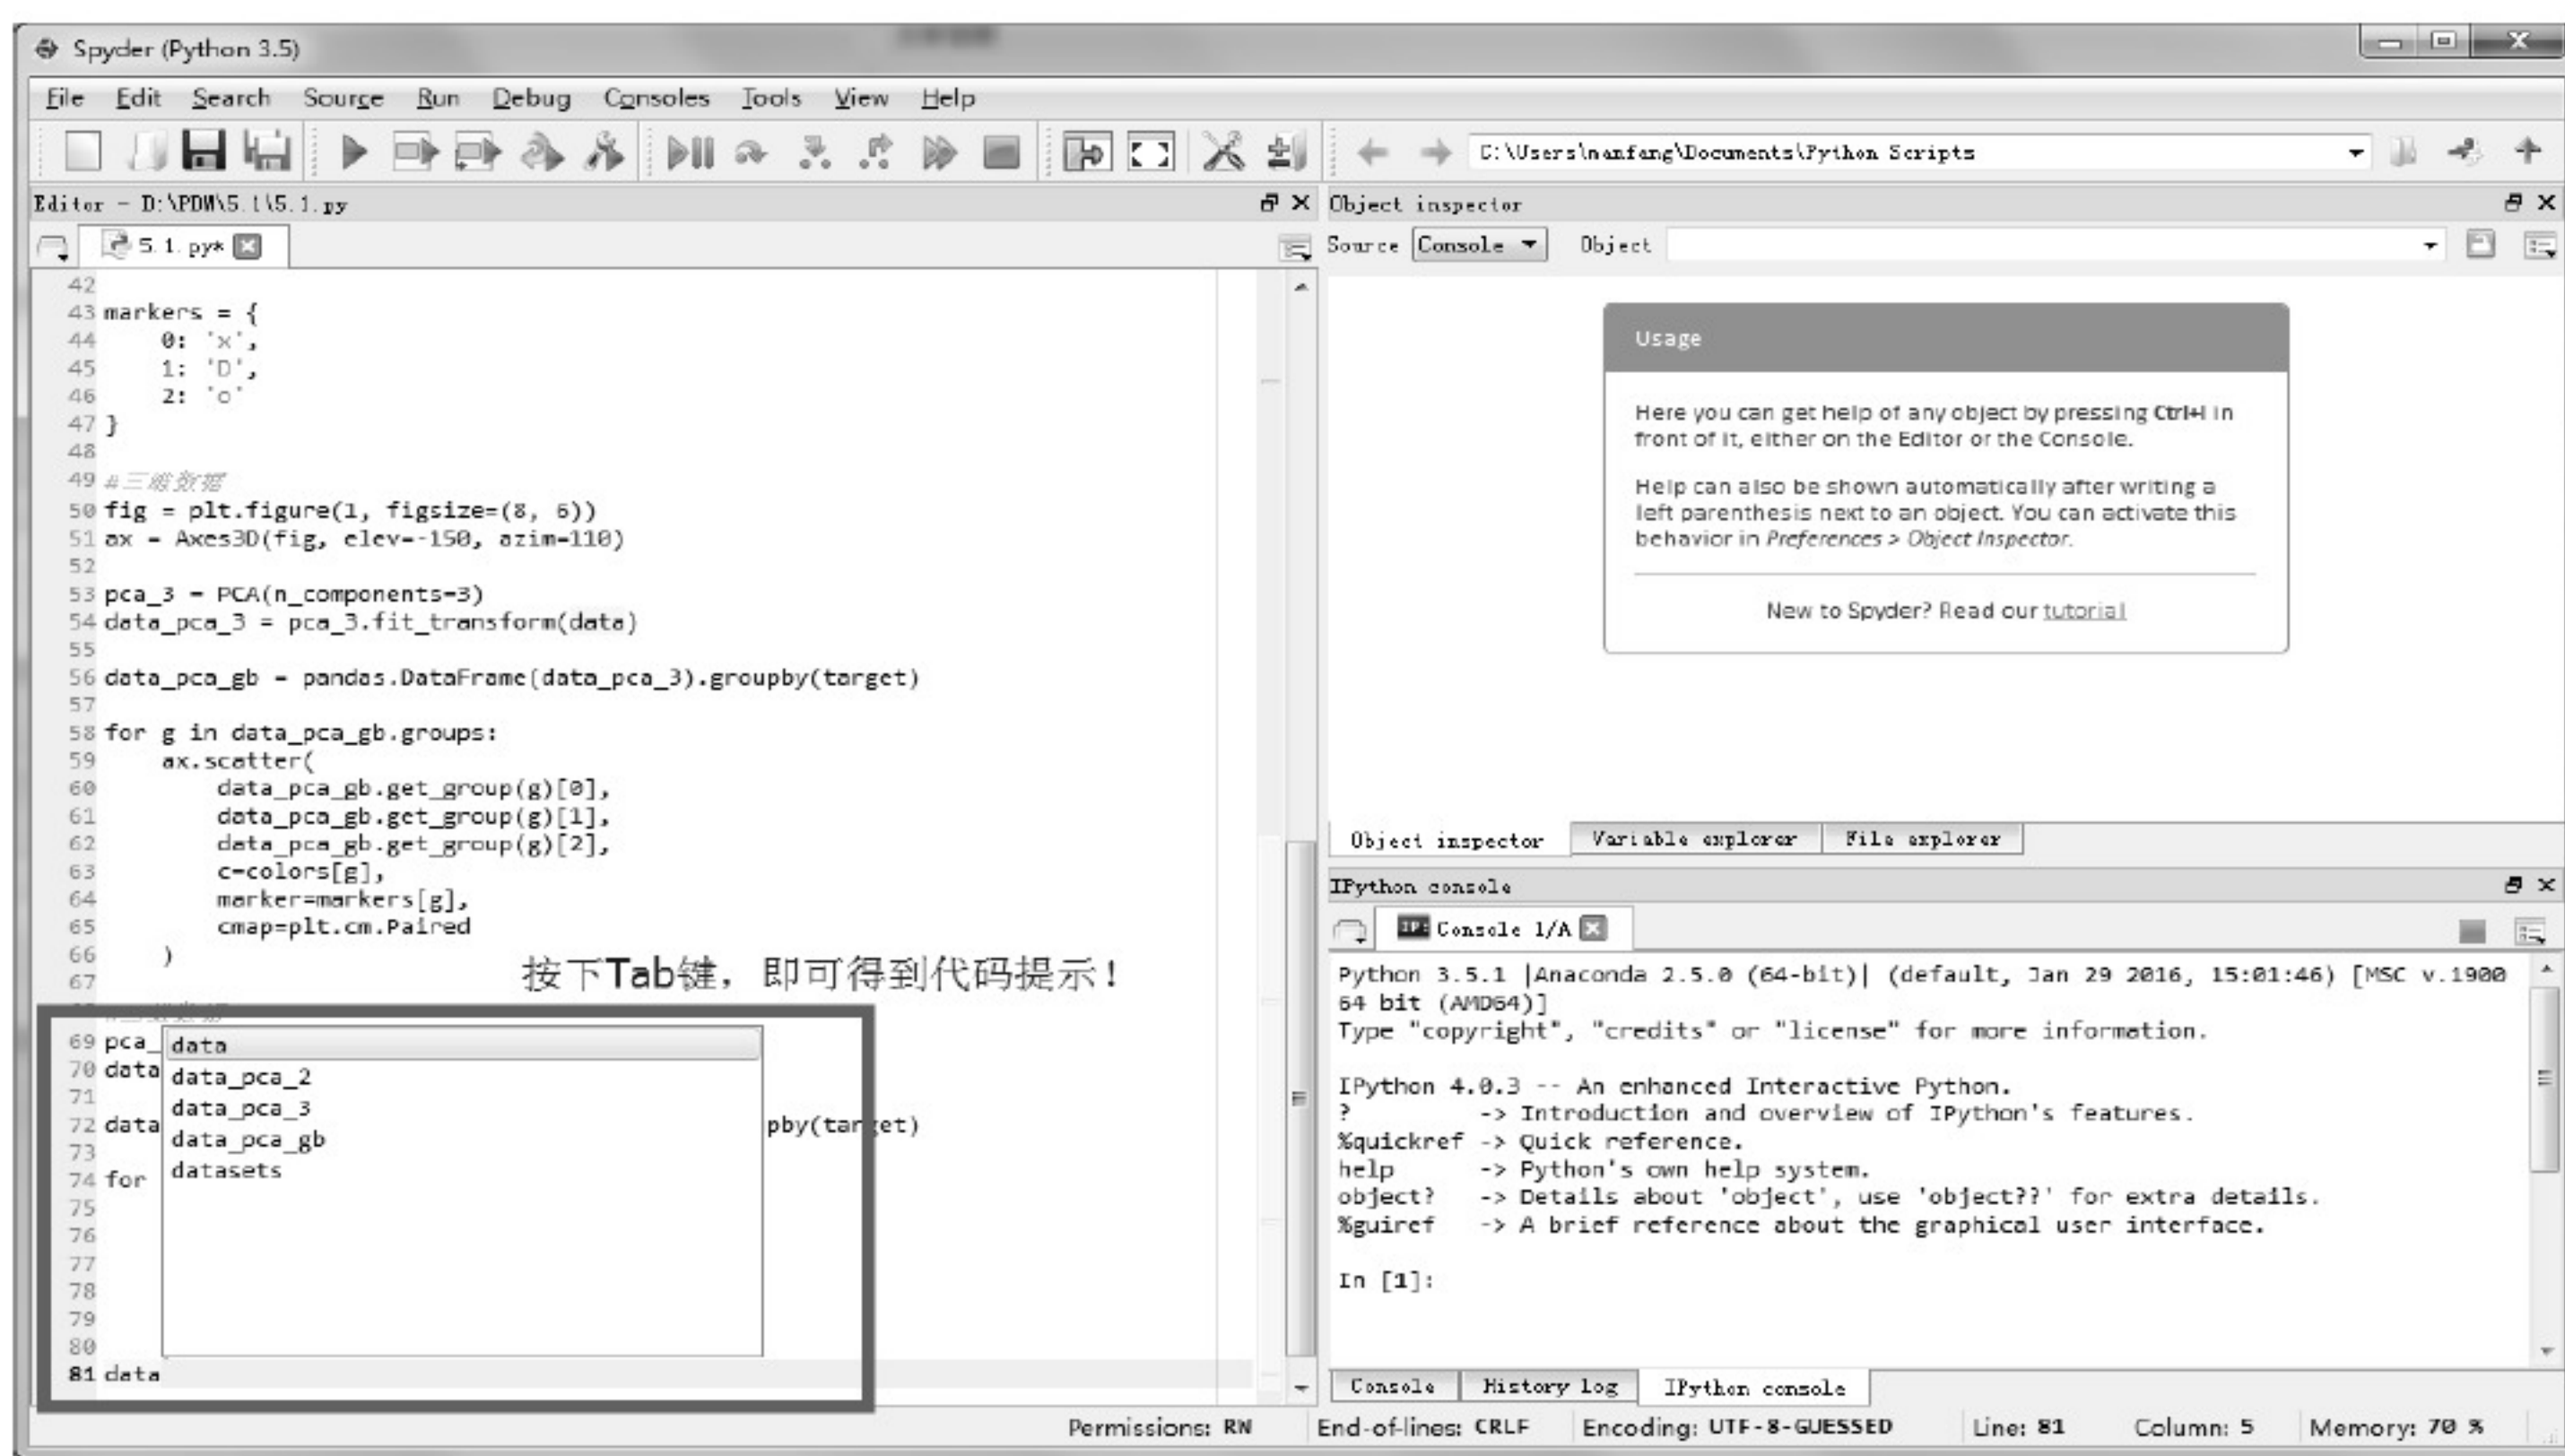 Spyder (Python 3.5)
File Edit Search Source Run Debug Consoles Tools View Help
C:\Users\nanfang\Documents\Python Scripts
Editor - D:\PDM\5.1\5.1.py
5.1.py*
42
43 markers = {
44 0: 'x',
45 1: 'D',
46 2: 'o'
47 }
48
49 #三维数据
50 fig = plt.figure(1, figsize=(8, 6))
51 ax = Axes3D(fig, elev=-150, azim=110)
52
53 pca_3 = PCA(n_components=3)
54 data_pca_3 = pca_3.fit_transform(data)
55
56 data_pca_gb = pandas.DataFrame(data_pca_3).groupby(target)
57
58 for g in data_pca_gb.groups:
59 ax.scatter(
60 data_pca_gb.get_group(g)[0],
61 data_pca_gb.get_group(g)[1],
62 data_pca_gb.get_group(g)[2],
63 c=colors[g],
64 marker=markers[g],
65 cmap=plt.cm.Paired
66 )
67
按下Tab键，即可得到代码提示！
69 pca_
70 data
71
72 data pby(target)
73
74 for
75
76
77
78
79
80
81 data
data
data_pca_2
data_pca_3
data_pca_gb
datasets
Object inspector
Source Console Object
Usage
Here you can get help of any object by pressing Ctrl+I in
front of it, either on the Editor or the Console.
Help can also be shown automatically after writing a
left parenthesis next to an object. You can activate this
behavior in Preferences > Object Inspector.
New to Spyder? Read our tutorial
Object inspector Variable explorer File explorer
IPython console
IP: Console 1/A
Python 3.5.1 |Anaconda 2.5.0 (64-bit)| (default, Jan 29 2016, 15:01:46) [MSC v.1900
64 bit (AMD64)]
Type "copyright", "credits" or "license" for more information.
IPython 4.0.3 -- An enhanced Interactive Python.
? -> Introduction and overview of IPython's features.
%quickref -> Quick reference.
help -> Python's own help system.
object? -> Details about 'object', use 'object??' for extra details.
%guiref -> A brief reference about the graphical user interface.
In [1]:
Console History log IPython console
Permissions: RW End-of-lines: CRLF Encoding: UTF-8-GUESSED Line: 81 Column: 5 Memory: 70 %